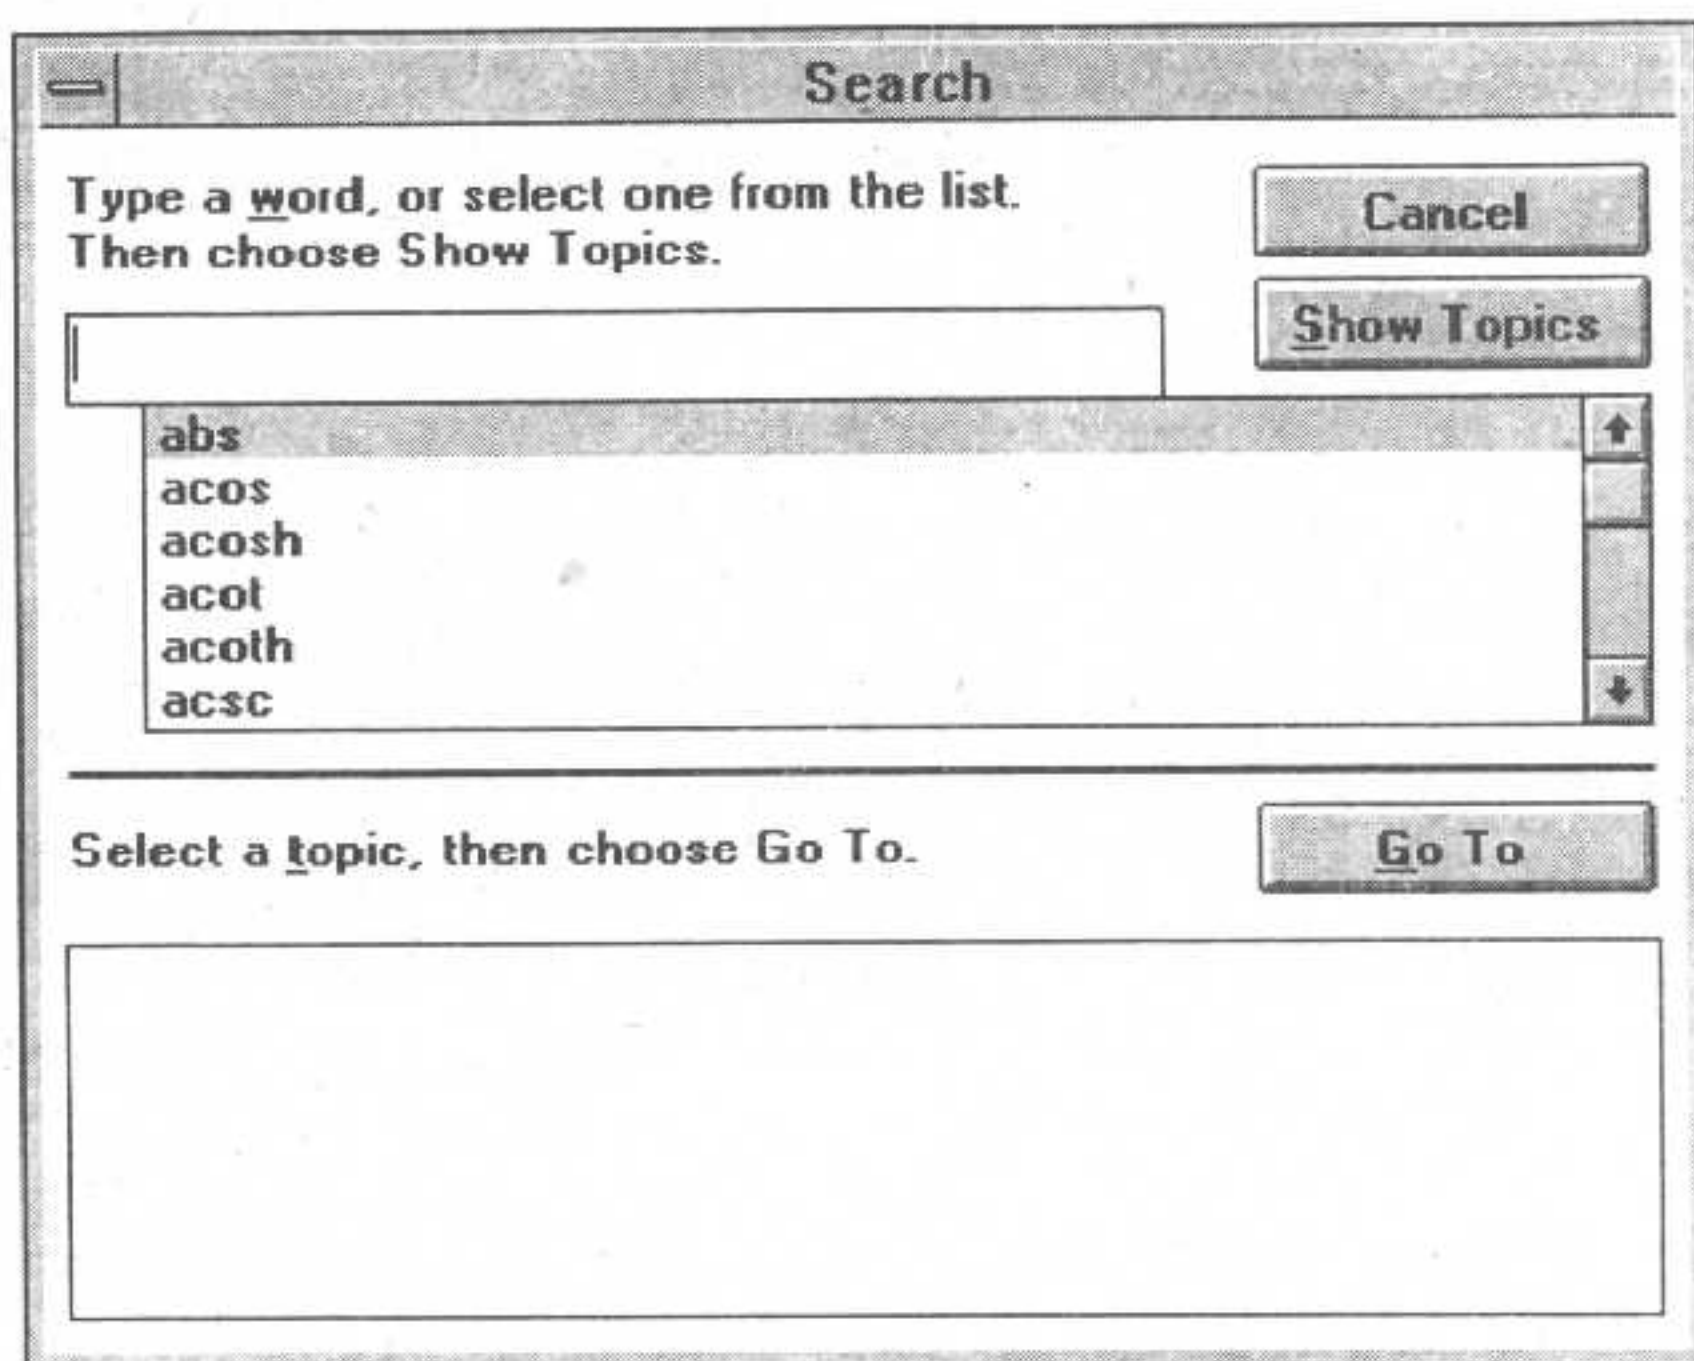 Search
Type a word, or select one from the list.
Then choose Show Topics.
Cancel
Show Topics
abs
acos
acosh
acot
acoth
acsc
Select a topic, then choose Go To.
Go To